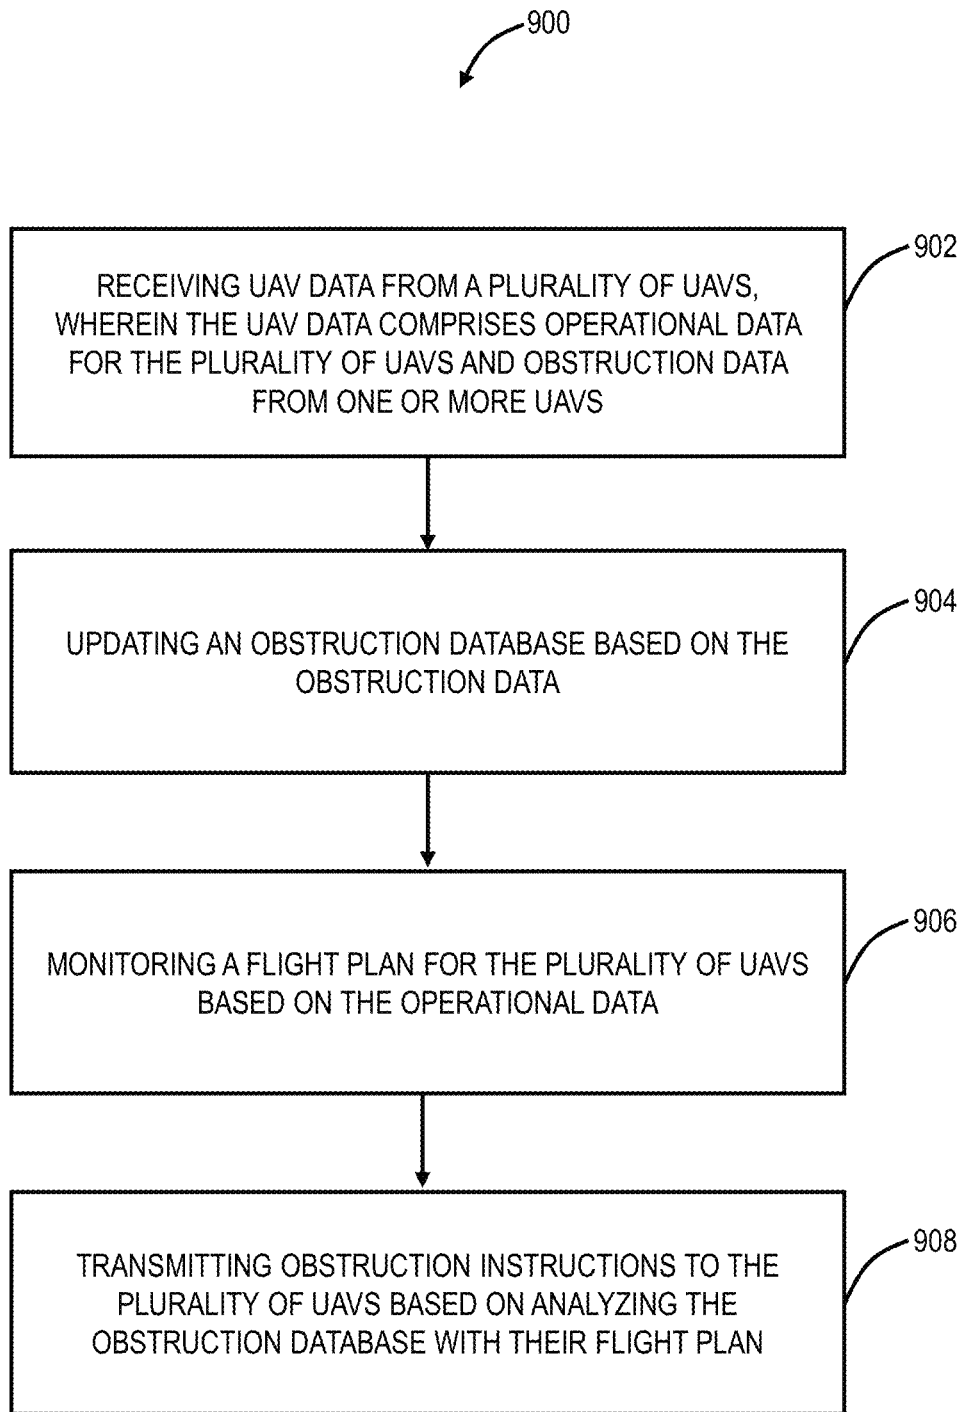 900
RECEIVING UAV DATA FROM A PLURALITY OF UAVS,
WHEREIN THE UAV DATA COMPRISES OPERATIONAL DATA
FOR THE PLURALITY OF UAVS AND OBSTRUCTION DATA
FROM ONE OR MORE UAVS
902
UPDATING AN OBSTRUCTION DATABASE BASED ON THE
OBSTRUCTION DATA
904
MONITORING A FLIGHT PLAN FOR THE PLURALITY OF UAVS
BASED ON THE OPERATIONAL DATA
906
TRANSMITTING OBSTRUCTION INSTRUCTIONS TO THE
PLURALITY OF UAVS BASED ON ANALYZING THE
OBSTRUCTION DATABASE WITH THEIR FLIGHT PLAN
908